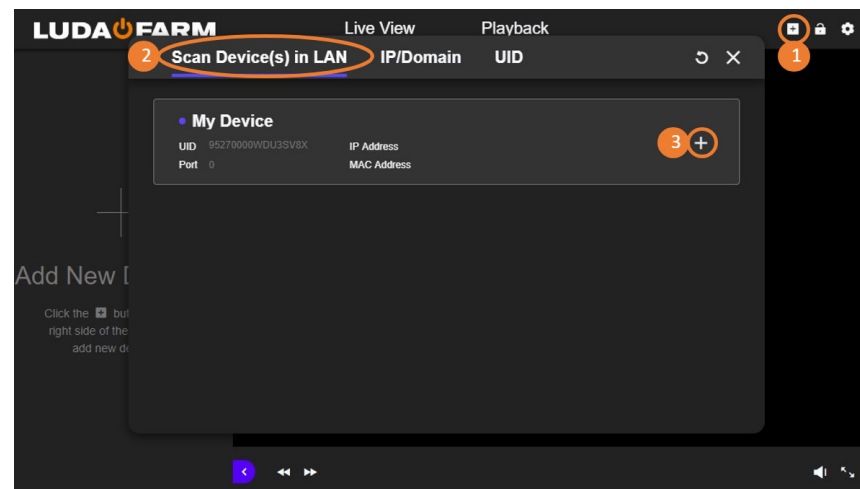 LUDA FARM
Live View Playback
1
2 Scan Device(s) in LAN IP/Domain UID
My Device
UID 95270000WDU3SV8X IP Address
3
Port 0 MAC Address
Add New
Click the
right side of the
add new